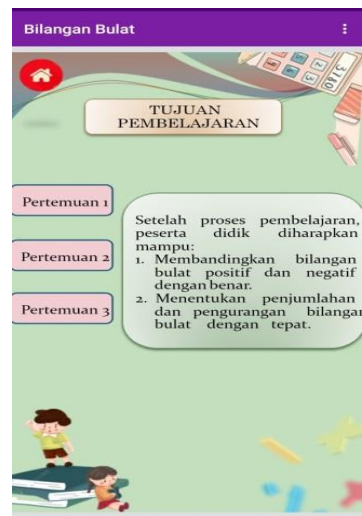 Bilangan Bulat
TUJUAN
PEMBELAJARAN
Pertemuan 1
Pertemuan 2
Pertemuan 3
Setelah proses pembelajaran,
peserta didik diharapkan
mampu:
1. Membandingkan bilangan
bulat positif dan negatif
dengan benar.
2. Menentukan penjumlahan
dan pengurangan bilangan
bulat dengan tepat.